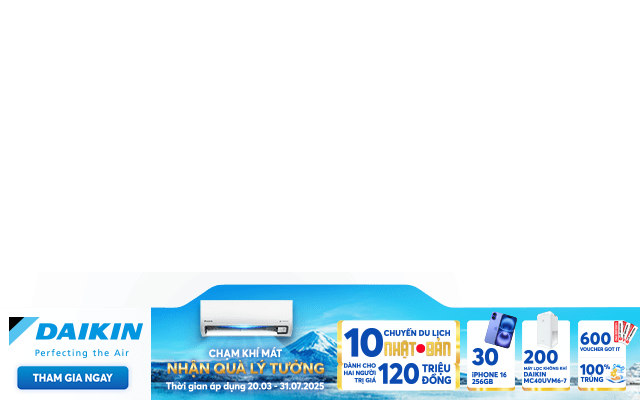 DAIKIN
Perfecting the Air
THAM GIA NGAY
CHẠM KHÍ MÁT
NHẬN QUÀ LÝ TƯỞNG
Thời gian áp dụng 20.03 - 31.07.2025
10 CHUYẾN DU LỊCH
NHẬT BẢN
DÀNH CHO
HAI NGƯỜI
TRỊ GIÁ
120 TRIỆU
ĐỒNG
30
iPHONE 16
256GB
200
MÁY LỌC KHÔNG KHÍ
DAIKIN
MC40UVM6-7
600
VOUCHER GOT IT
100%
TRÚNG